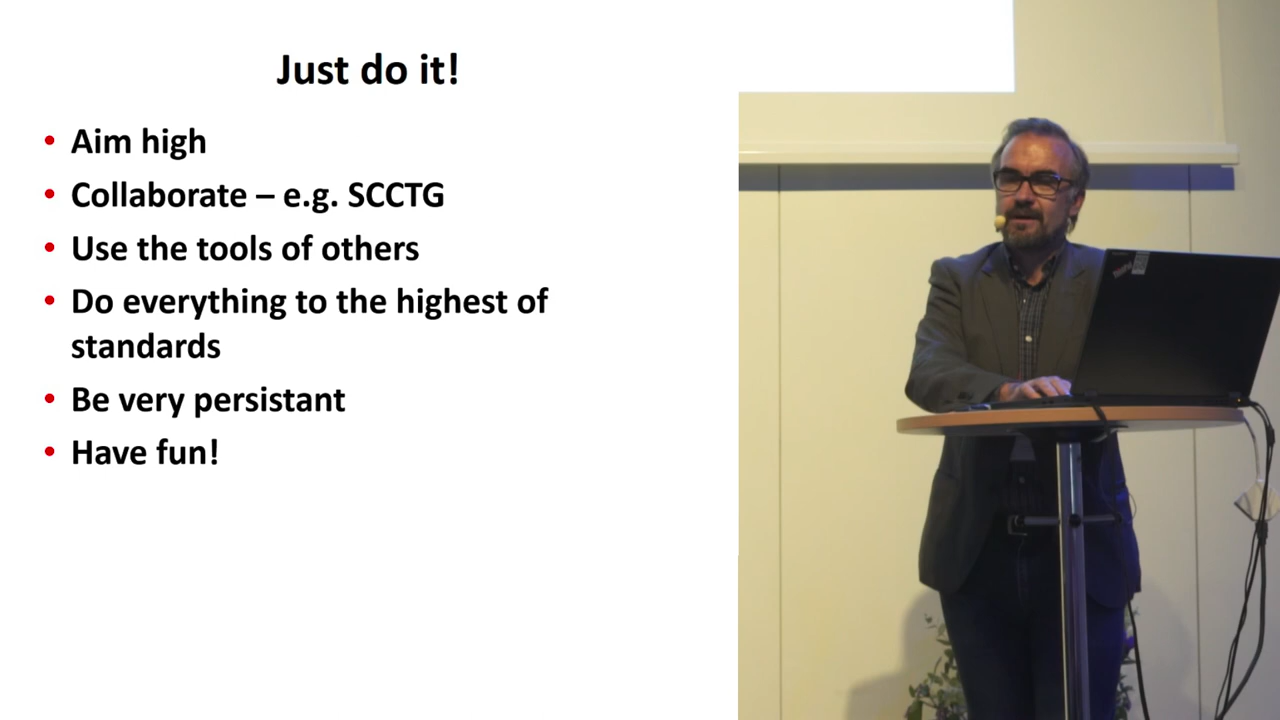 Just do it!
• Aim high
• Collaborate – e.g. SCCTG
• Use the tools of others
• Do everything to the highest of
standards
• Be very persistant
• Have fun!